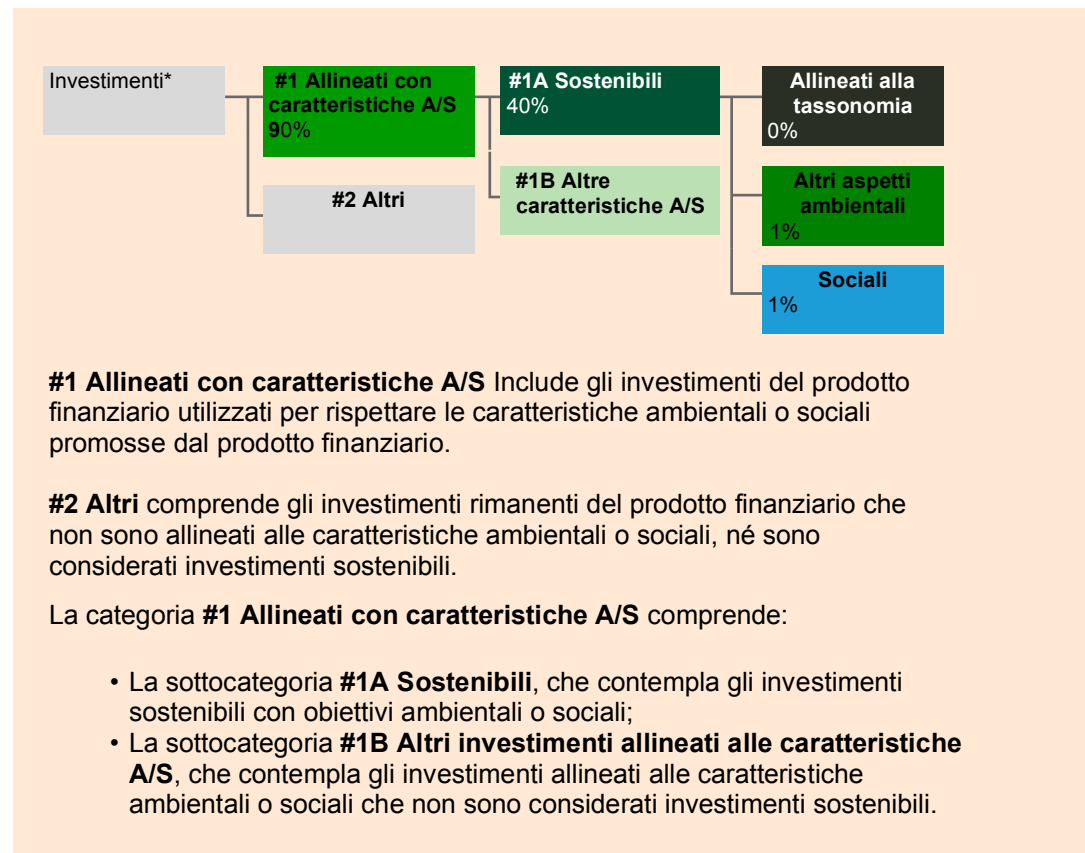 Investimenti*
#1 Allineati con
caratteristiche A/S
90%
#2 Altri
#1A Sostenibili
40%
#1B Altre
caratteristiche A/S
Allineati alla
tassonomia
0%
Altri aspetti
ambientali
1%
Sociali
1%
#1 Allineati con caratteristiche A/S Include gli investimenti del prodotto
finanziario utilizzati per rispettare le caratteristiche ambientali o sociali
promosse dal prodotto finanziario.
#2 Altri comprende gli investimenti rimanenti del prodotto finanziario che
non sono allineati alle caratteristiche ambientali o sociali, né sono
considerati investimenti sostenibili.
La categoria #1 Allineati con caratteristiche A/S comprende:
• La sottocategoria #1A Sostenibili, che contempla gli investimenti
sostenibili con obiettivi ambientali o sociali;
• La sottocategoria #1B Altri investimenti allineati alle caratteristiche
A/S, che contempla gli investimenti allineati alle caratteristiche
ambientali o sociali che non sono considerati investimenti sostenibili.